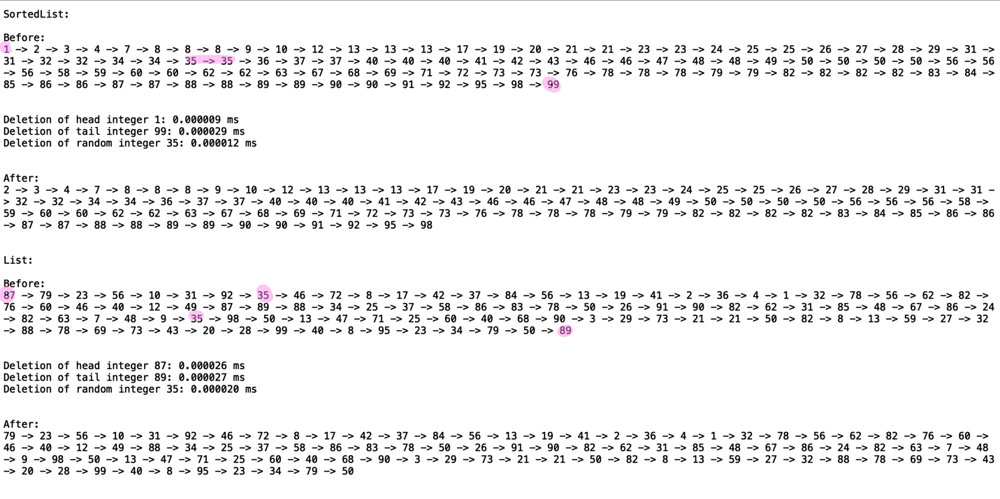 SortedList:
Before:
1 -> 2 -> 3 -> 4 -> 7 -> 8 -> 8 -> 8 -> 9 -> 10 -> 12 -> 13 -> 13 -> 13 -> 17 -> 19 -> 20 -> 21 -> 21 -> 23 -> 23 -> 24 -> 25 -> 25 -> 26 -> 27 -> 28 -> 29 -> 31 ->
31 -> 32 -> 32 -> 34 -> 34 -> 35 -> 35 -> 36 -> 37 -> 37 -> 40 -> 40 -> 40 -> 41 -> 42 -> 43 -> 46 -> 46 -> 47 -> 48 -> 48 -> 49 -> 50 -> 50 -> 50 -> 50 -> 56 -> 56
-> 56 -> 58 -> 59 -> 60 -> 60 -> 62 -> 62 -> 63 -> 67 -> 68 -> 69 -> 71 -> 72 -> 73 -> 73 -> 76 -> 78 -> 78 -> 78 -> 79 -> 79 -> 82 -> 82 -> 82 -> 82 -> 83 -> 84 ->
85 -> 86 -> 86 -> 87 -> 87 -> 88 -> 88 -> 89 -> 89 -> 90 -> 90 -> 91 -> 92 -> 95 -> 98 -> 99
Deletion of head integer 1: 0.000009 ms
Deletion of tail integer 99: 0.000029 ms
Deletion of random integer 35: 0.000012 ms
After:
2 -> 3 -> 4 -> 7 -> 8 -> 8 -> 8 -> 9 -> 10 -> 12 -> 13 -> 13 -> 13 -> 17 -> 19 -> 20 -> 21 -> 21 -> 23 -> 23 -> 24 -> 25 -> 25 -> 26 -> 27 -> 28 -> 29 -> 31 -> 31 -
> 32 -> 32 -> 34 -> 34 -> 36 -> 37 -> 37 -> 40 -> 40 -> 40 -> 41 -> 42 -> 43 -> 46 -> 46 -> 47 -> 48 -> 48 -> 49 -> 50 -> 50 -> 50 -> 50 -> 56 -> 56 -> 56 -> 58 ->
59 -> 60 -> 60 -> 62 -> 62 -> 63 -> 67 -> 68 -> 69 -> 71 -> 72 -> 73 -> 73 -> 76 -> 78 -> 78 -> 78 -> 79 -> 79 -> 82 -> 82 -> 82 -> 82 -> 83 -> 84 -> 85 -> 86 -> 86
-> 87 -> 87 -> 88 -> 88 -> 89 -> 89 -> 90 -> 90 -> 91 -> 92 -> 95 -> 98
List:
Before:
87 -> 79 -> 23 -> 56 -> 10 -> 31 -> 92 -> 35 -> 46 -> 72 -> 8 -> 17 -> 42 -> 37 -> 84 -> 56 -> 13 -> 19 -> 41 -> 2 -> 36 -> 4 -> 1 -> 32 -> 78 -> 56 -> 62 -> 82 ->
76 -> 60 -> 46 -> 40 -> 12 -> 49 -> 87 -> 89 -> 88 -> 34 -> 25 -> 37 -> 58 -> 86 -> 83 -> 78 -> 50 -> 26 -> 91 -> 90 -> 82 -> 62 -> 31 -> 85 -> 48 -> 67 -> 86 -> 24
-> 82 -> 63 -> 7 -> 48 -> 9 -> 35 -> 98 -> 50 -> 13 -> 47 -> 71 -> 25 -> 60 -> 40 -> 68 -> 90 -> 3 -> 29 -> 73 -> 21 -> 21 -> 50 -> 82 -> 8 -> 13 -> 59 -> 27 -> 32
-> 88 -> 78 -> 69 -> 73 -> 43 -> 20 -> 28 -> 99 -> 40 -> 8 -> 95 -> 23 -> 34 -> 79 -> 50 -> 89
Deletion of head integer 87: 0.000026 ms
Deletion of tail integer 89: 0.000027 ms
Deletion of random integer 35: 0.000020 ms
After:
79 -> 23 -> 56 -> 10 -> 31 -> 92 -> 46 -> 72 -> 8 -> 17 -> 42 -> 37 -> 84 -> 56 -> 13 -> 19 -> 41 -> 2 -> 36 -> 4 -> 1 -> 32 -> 78 -> 56 -> 62 -> 82 -> 76 -> 60 ->
46 -> 40 -> 12 -> 49 -> 88 -> 34 -> 25 -> 37 -> 58 -> 86 -> 83 -> 78 -> 50 -> 26 -> 91 -> 90 -> 82 -> 62 -> 31 -> 85 -> 48 -> 67 -> 86 -> 24 -> 82 -> 63 -> 7 -> 48
-> 9 -> 98 -> 50 -> 13 -> 47 -> 71 -> 25 -> 60 -> 40 -> 68 -> 90 -> 3 -> 29 -> 73 -> 21 -> 21 -> 50 -> 82 -> 8 -> 13 -> 59 -> 27 -> 32 -> 88 -> 78 -> 69 -> 73 -> 43
-> 20 -> 28 -> 99 -> 40 -> 8 -> 95 -> 23 -> 34 -> 79 -> 50